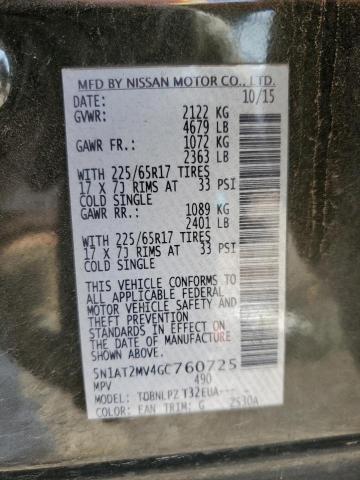 MFD BY NISSAN MOTOR CO., LTD.
DATE: 10/15
GVWR: 2122 KG
4679 LB
GAWR FR.: 1072 KG
2363 LB
WITH 225/65R17 TIRES
17 X 7J RIMS AT 33 PSI
COLD SINGLE
GAWR RR.: 1089 KG
2401 LB
WITH 225/65R17 TIRES
17 X 7J RIMS AT 33 PSI
COLD SINGLE
THIS VEHICLE CONFORMS TO
ALL APPLICABLE FEDERAL
MOTOR VEHICLE SAFETY AND
THEFT PREVENTION
STANDARDS IN EFFECT ON
THE DATE OF MANUFACTURE
SHOWN ABOVE.
5N1AT2MV4GC760725
MPV 490
MODEL: T32EUA
COLOR: EAN TRIM: G 2530A